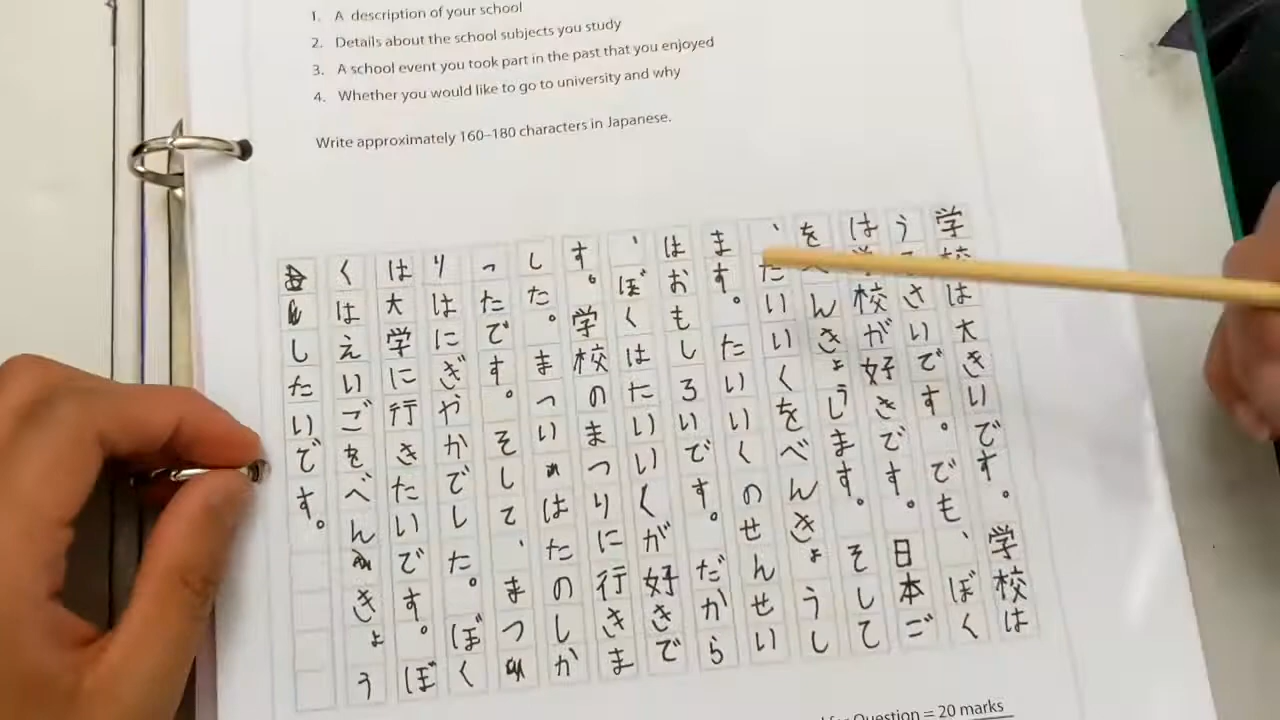 1. A description of your school
2. Details about the school subjects you study
3. A school event you took part in the past that you enjoyed
4. Whether you would like to go to university and why
Write approximately 160–180 characters in Japanese.
学校は大きいです。学校は
うるさいです。でも、ぼく
は学校が好きです。日本ご
をべんきょうします。そして
、たいいくをべんきょうし
ます。たいいくのせんせい
はおもしろいです。だから
、ぼくはたいいくが好きで
す。学校のまつりに行きま
した。まついはたのしか
ったです。そして、まつ
りはにぎやかでした。ぼく
は大学に行きたいです。ぼ
くはえいごをべんきょう
したいです。
for Question = 20 marks